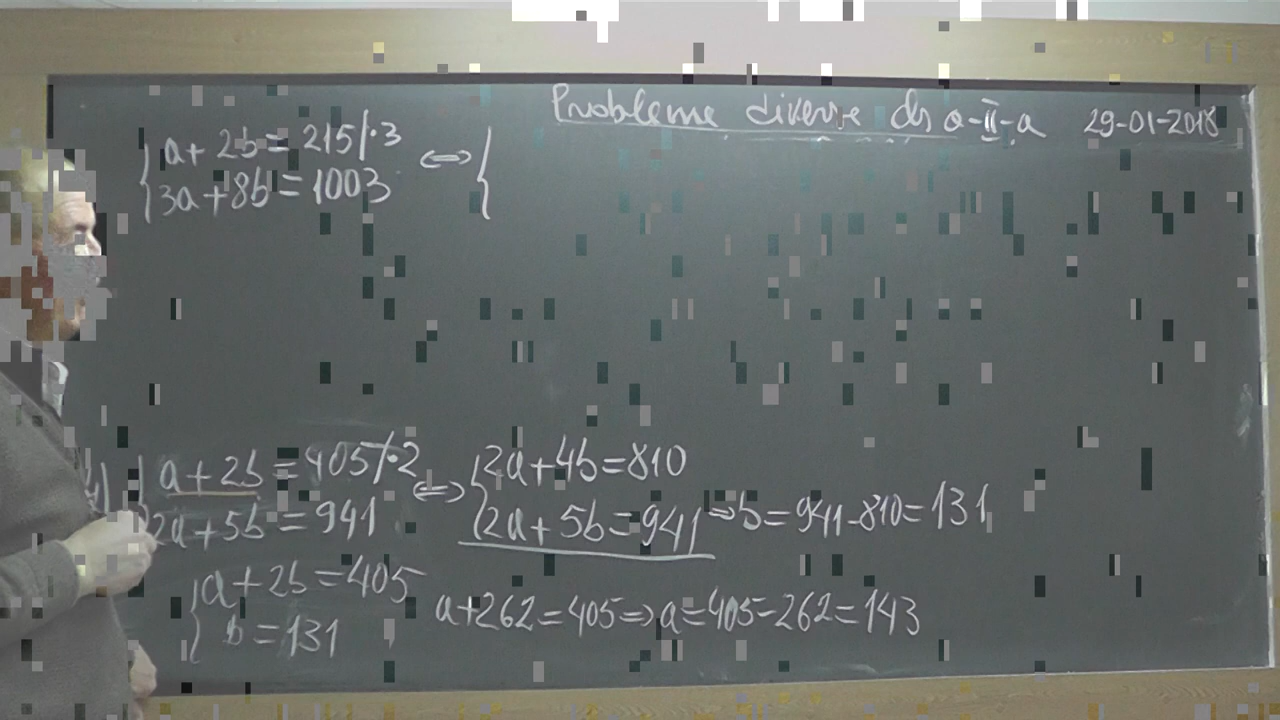 Probleme diverse ds a-II-a 29-01-2018
{ a + 2b = 215 /·3 ⇔ {
3a + 8b = 1003
{ a + 2b = 405 /·2 ⇔ { 2a + 4b = 810
2a + 5b = 941 2a + 5b = 941 ⇒ b = 941 - 810 = 131
{ a + 2b = 405
b = 131
a + 262 = 405 ⇒ a = 405 - 262 = 143